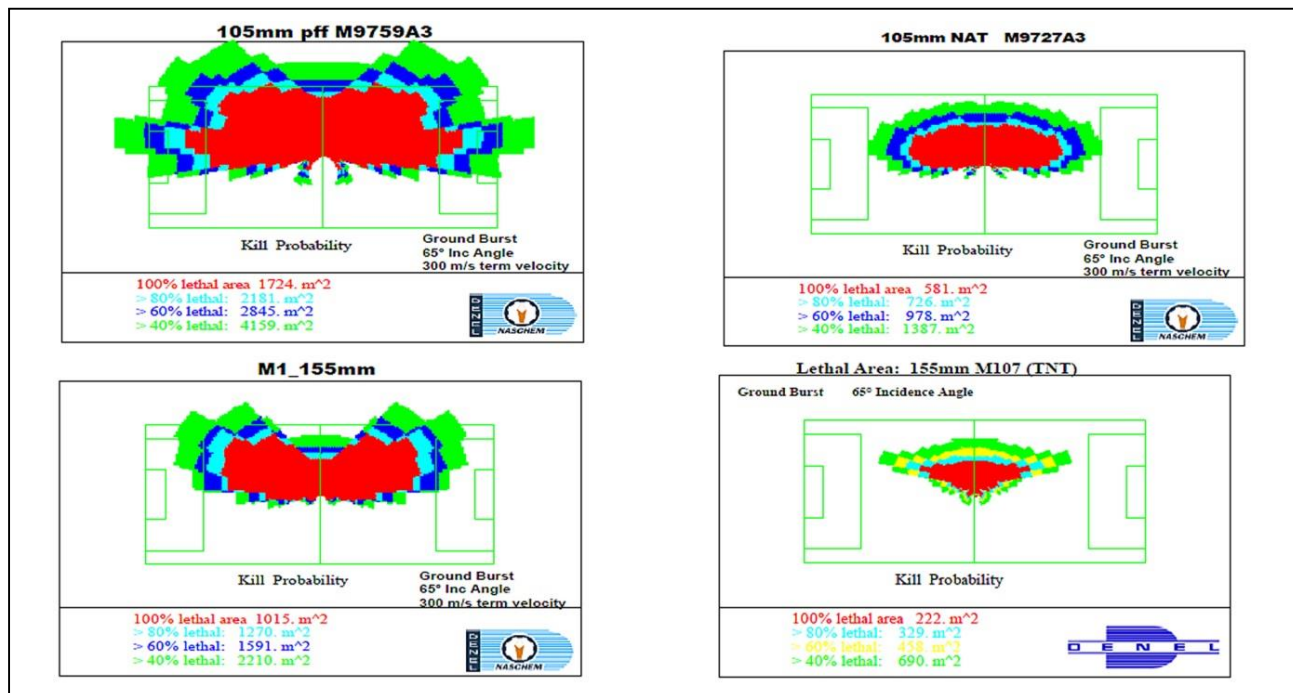 105mm pff M9759A3
Kill Probability
Ground Burst
65° Inc Angle
300 m/s term velocity
100% lethal area 1724. m^2
> 80% lethal: 2181. m^2
> 60% lethal: 2845. m^2
> 40% lethal: 4159. m^2
DENEL
NASCHEM
105mm NAT M9727A3
Kill Probability
Ground Burst
65° Inc Angle
300 m/s term velocity
100% lethal area 581. m^2
> 80% lethal: 726. m^2
> 60% lethal: 978. m^2
> 40% lethal: 1387. m^2
DENEL
NASCHEM
M1_155mm
Kill Probability
Ground Burst
65° Inc Angle
300 m/s term velocity
100% lethal area 1015. m^2
> 80% lethal: 1270. m^2
> 60% lethal: 1591. m^2
> 40% lethal: 2210. m^2
DENEL
NASCHEM
Lethal Area: 155mm M107 (TNT)
Ground Burst 65° Incidence Angle
Kill Probability
100% lethal area 222. m^2
> 80% lethal: 329. m^2
> 60% lethal: 458. m^2
> 40% lethal: 690. m^2
DENEL